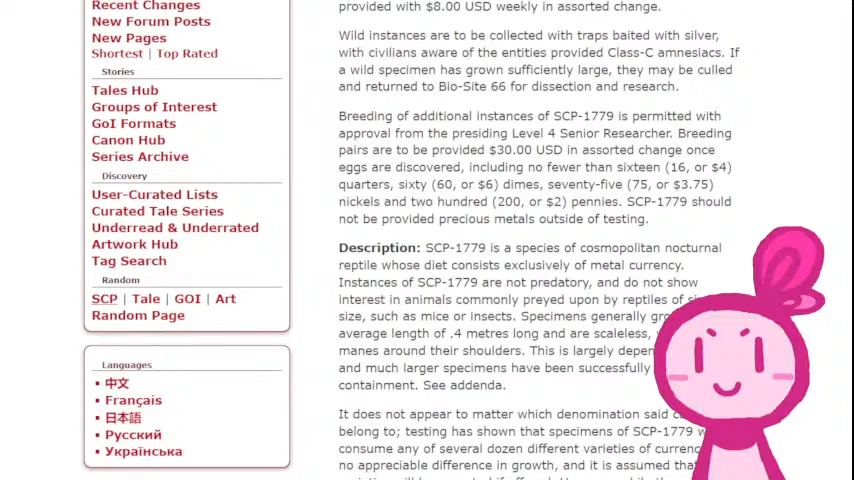 Recent Changes
New Forum Posts
New Pages
Shortest | Top Rated
Stories
Tales Hub
Groups of Interest
GoI Formats
Canon Hub
Series Archive
Discovery
User-Curated Lists
Curated Tale Series
Underread & Underrated
Artwork Hub
Tag Search
Random
SCP | Tale | GOI | Art
Random Page
Languages
中文
Français
日本語
Русский
Українська
provided with $8.00 USD weekly in assorted change.
Wild instances are to be collected with traps baited with silver,
with civilians aware of the entities provided Class-C amnesiacs. If
a wild specimen has grown sufficiently large, they may be culled
and returned to Bio-Site 66 for dissection and research.
Breeding of additional instances of SCP-1779 is permitted with
approval from the presiding Level 4 Senior Researcher. Breeding
pairs are to be provided $30.00 USD in assorted change once
eggs are discovered, including no fewer than sixteen (16, or $4)
quarters, sixty (60, or $6) dimes, seventy-five (75, or $3.75)
nickels and two hundred (200, or $2) pennies. SCP-1779 should
not be provided precious metals outside of testing.
Description: SCP-1779 is a species of cosmopolitan nocturnal
reptile whose diet consists exclusively of metal currency.
Instances of SCP-1779 are not predatory, and do not show
interest in animals commonly preyed upon by reptiles of
size, such as mice or insects. Specimens generally
average length of .4 metres long and are scaleless,
manes around their shoulders. This is largely
and much larger specimens have been successfully
containment. See addenda.
It does not appear to matter which denomination said
belong to; testing has shown that specimens of SCP-1779
consume any of several dozen different varieties of
no appreciable difference in growth, and it is assumed